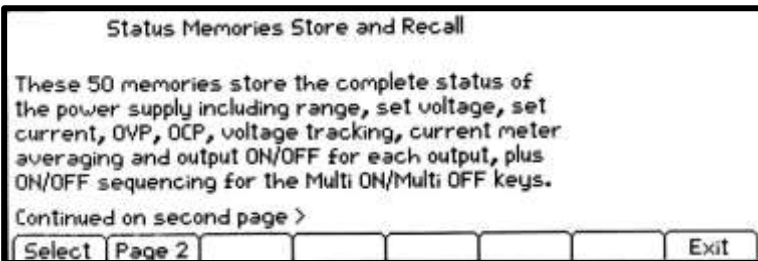 Status Memories Store and Recall
These 50 memories store the complete status of
the power supply including range, set voltage, set
current, OVP, OCP, voltage tracking, current meter
averaging and output ON/OFF for each output, plus
ON/OFF sequencing for the Multi ON/Multi OFF keys.
Continued on second page >
Select Page 2 Exit